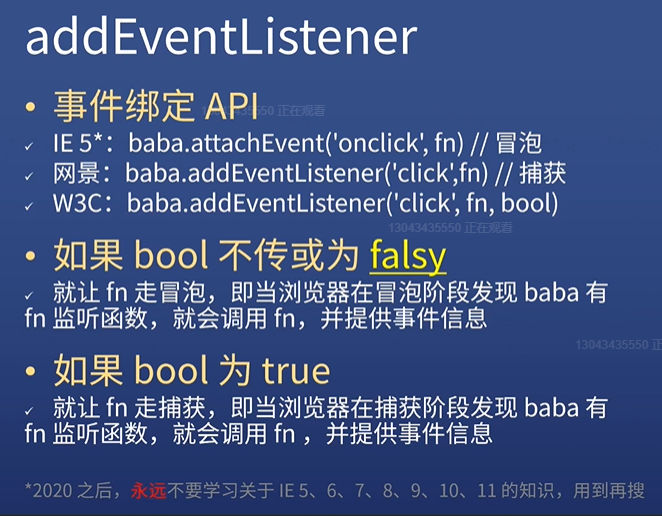 addEventListener
• 事件绑定 API
13043435550 正在观看
✓ IE 5*：baba.attachEvent('onclick', fn) // 冒泡
✓ 网景：baba.addEventListener('click',fn) // 捕获
✓ W3C：baba.addEventListener('click', fn, bool)
13043435550 正在观看
• 如果 bool 不传或为 falsy
✓ 就让 fn 走冒泡，即当浏览器在冒泡阶段发现 baba 有
fn 监听函数，就会调用 fn，并提供事件信息
13043435550 正
• 如果 bool 为 true
✓ 就让 fn 走捕获，即当浏览器在捕获阶段发现 baba 有
fn 监听函数，就会调用 fn ，并提供事件信息
*2020 之后，永远不要学习关于 IE 5、6、7、8、9、10、11 的知识，用到再搜